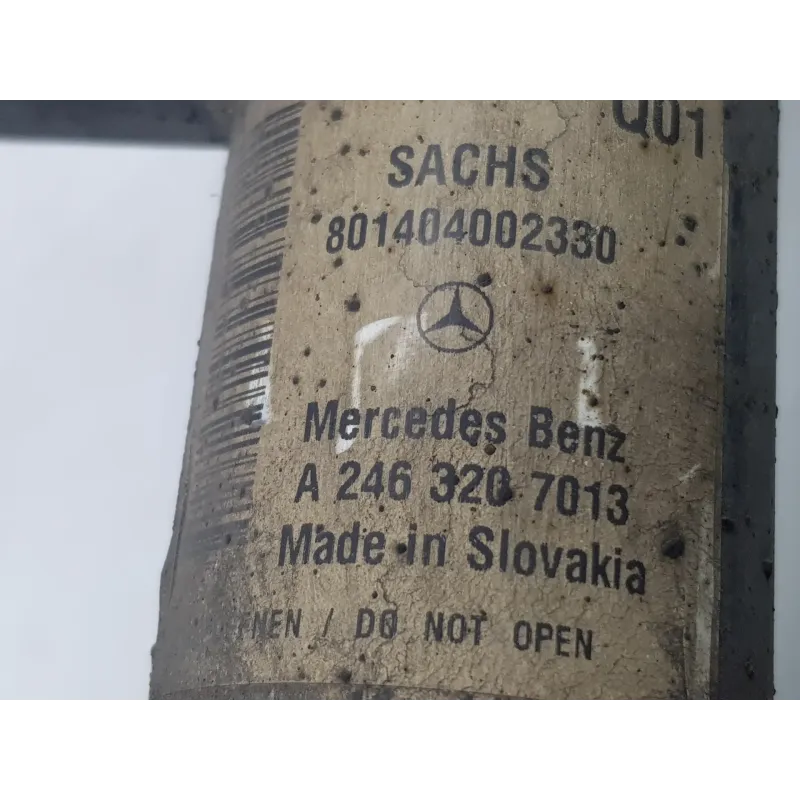 Q01
SACHS
801404002330
Mercedes Benz
A 246 320 7013
Made in Slovakia
/ DO NOT OPEN